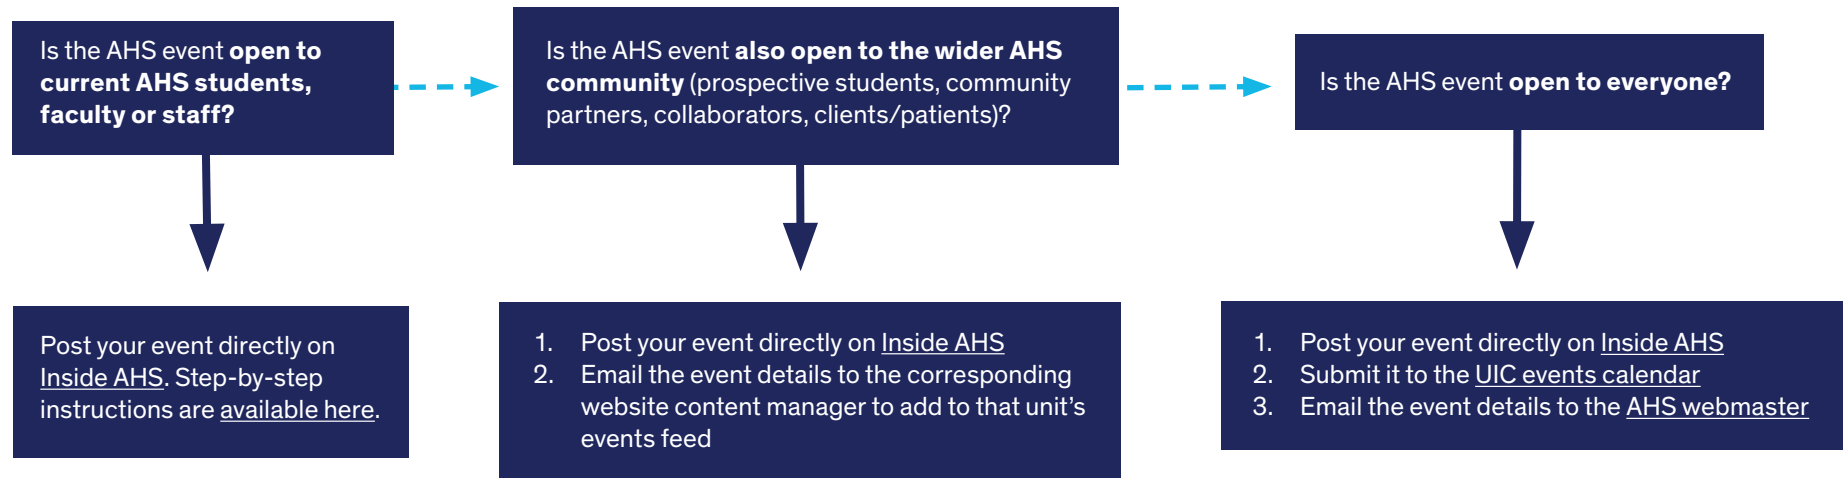 Is the AHS event open to
current AHS students,
faculty or staff?
Is the AHS event also open to the wider AHS
community (prospective students, community
partners, collaborators, clients/patients)?
Is the AHS event open to everyone?
Post your event directly on
Inside AHS. Step-by-step
instructions are available here.
1. Post your event directly on Inside AHS
2. Email the event details to the corresponding
website content manager to add to that unit's
events feed
1. Post your event directly on Inside AHS
2. Submit it to the UIC events calendar
3. Email the event details to the AHS webmaster